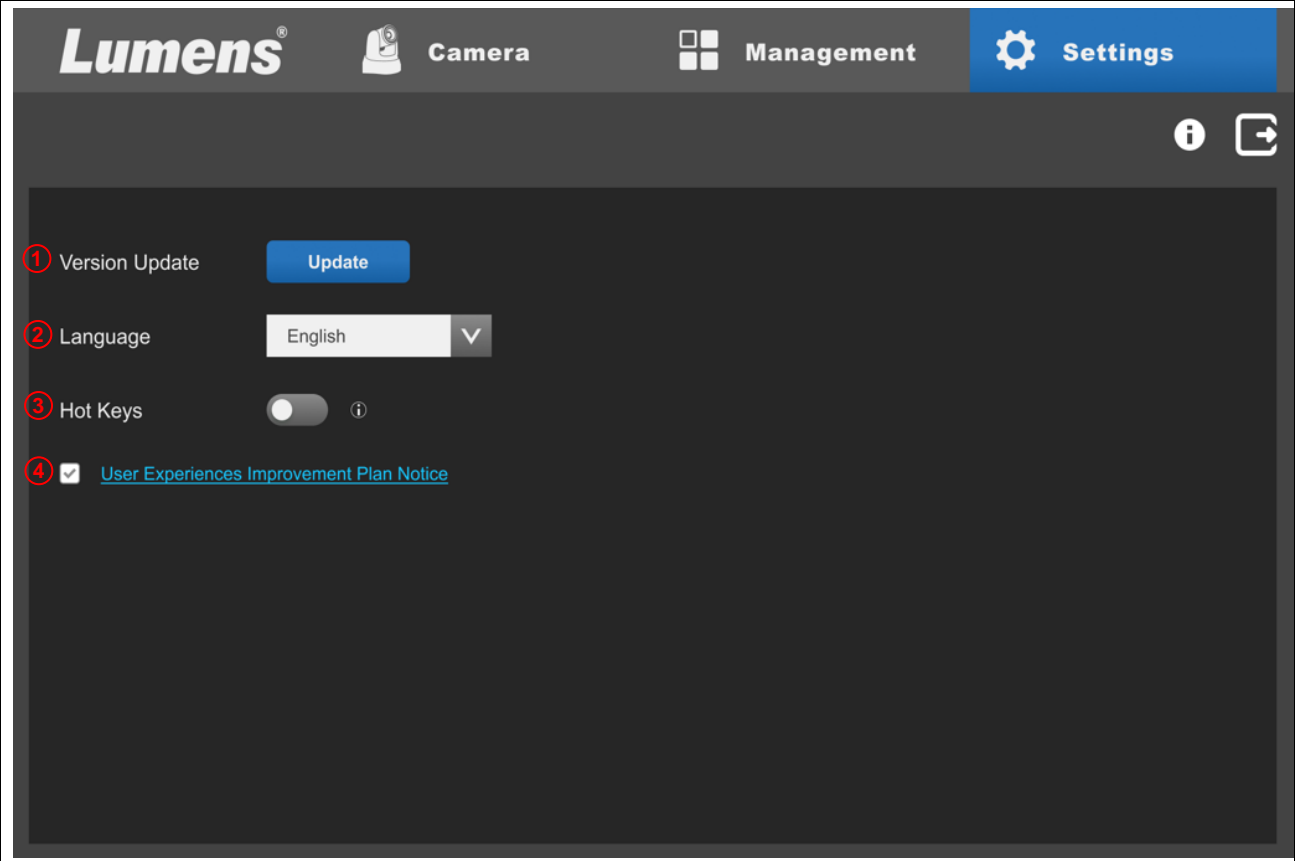 Lumens® Camera Management Settings
1 Version Update Update
2 Language English
3 Hot Keys
4 User Experiences Improvement Plan Notice